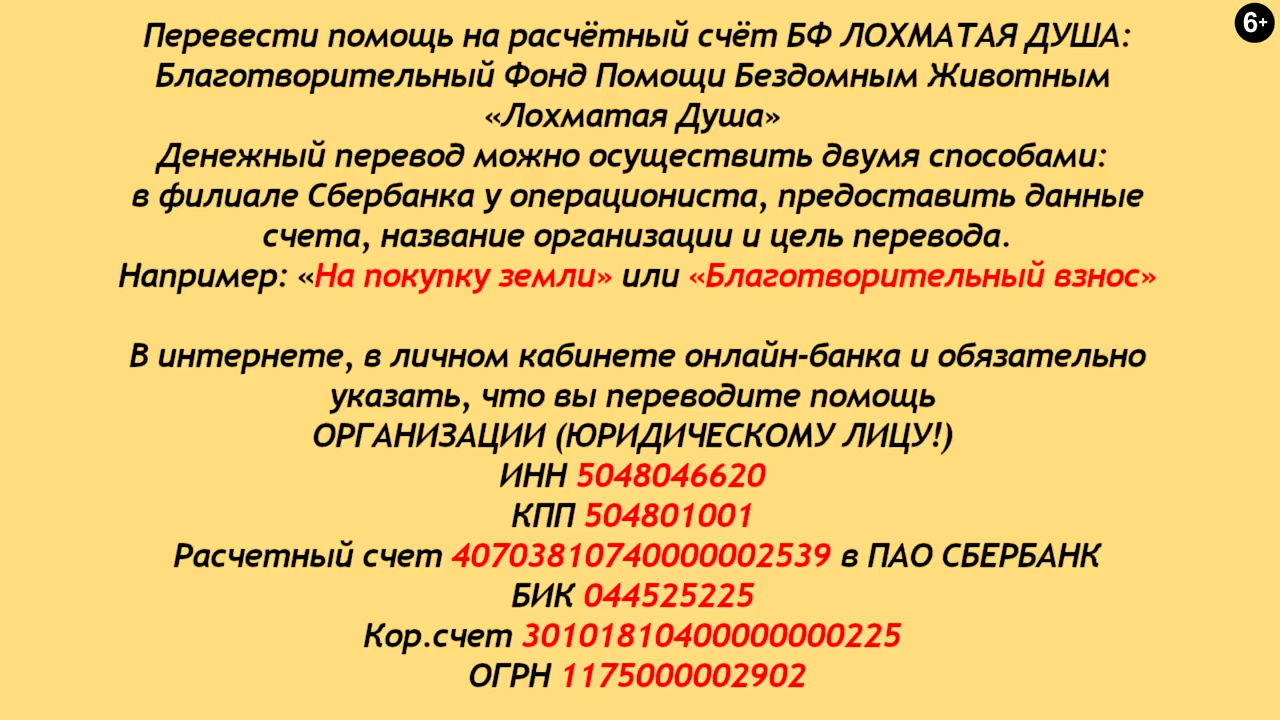 6+
Перевести помощь на расчётный счёт БФ ЛОХМАТАЯ ДУША:
Благотворительный Фонд Помощи Бездомным Животным
«Лохматая Душа»
Денежный перевод можно осуществить двумя способами:
в филиале Сбербанка у операциониста, предоставить данные
счета, название организации и цель перевода.
Например: «На покупку земли» или «Благотворительный взнос»
В интернете, в личном кабинете онлайн-банка и обязательно
указать, что вы переводите помощь
ОРГАНИЗАЦИИ (ЮРИДИЧЕСКОМУ ЛИЦУ!)
ИНН 5048046620
КПП 504801001
Расчетный счет 40703810740000002539 в ПАО СБЕРБАНК
БИК 044525225
Кор.счет 30101810400000000225
ОГРН 1175000002902